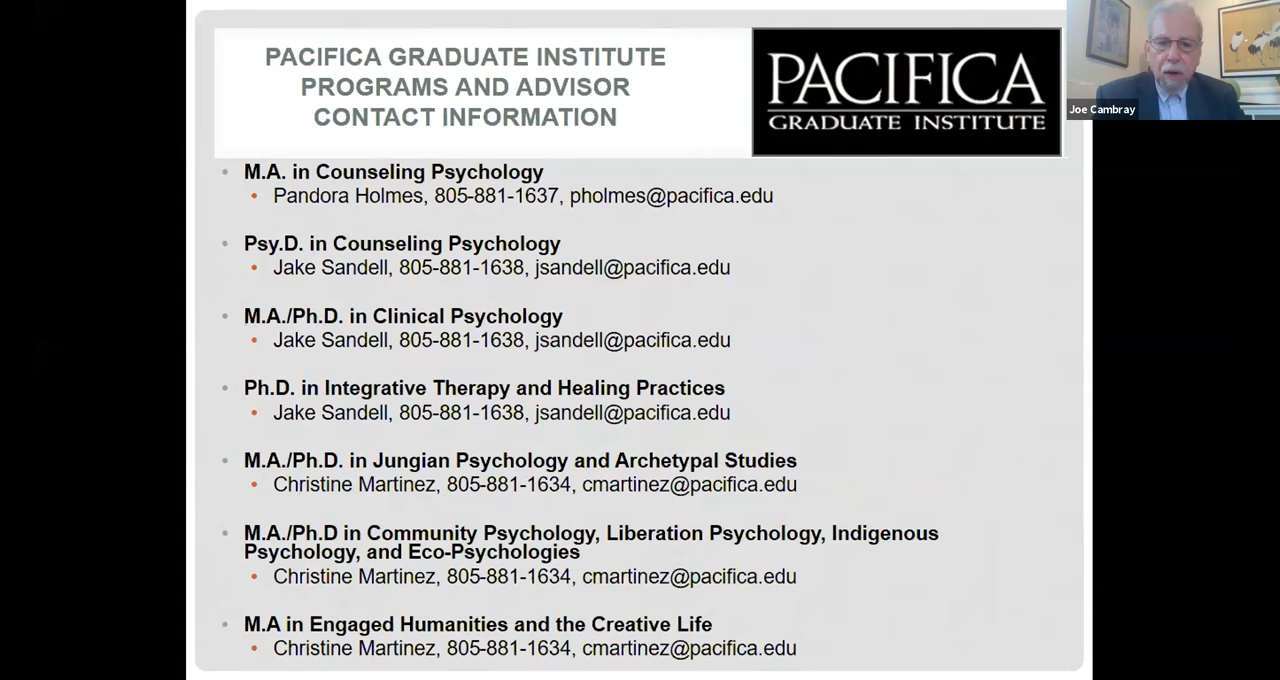 PACIFICA GRADUATE INSTITUTE
PROGRAMS AND ADVISOR
CONTACT INFORMATION
PACIFICA
GRADUATE INSTITUTE
Joe Cambray
M.A. in Counseling Psychology
Pandora Holmes, 805-881-1637, pholmes@pacifica.edu
Psy.D. in Counseling Psychology
Jake Sandell, 805-881-1638, jsandell@pacifica.edu
M.A./Ph.D. in Clinical Psychology
Jake Sandell, 805-881-1638, jsandell@pacifica.edu
Ph.D. in Integrative Therapy and Healing Practices
Jake Sandell, 805-881-1638, jsandell@pacifica.edu
M.A./Ph.D. in Jungian Psychology and Archetypal Studies
Christine Martinez, 805-881-1634, cmartinez@pacifica.edu
M.A./Ph.D in Community Psychology, Liberation Psychology, Indigenous
Psychology, and Eco-Psychologies
Christine Martinez, 805-881-1634, cmartinez@pacifica.edu
M.A in Engaged Humanities and the Creative Life
Christine Martinez, 805-881-1634, cmartinez@pacifica.edu